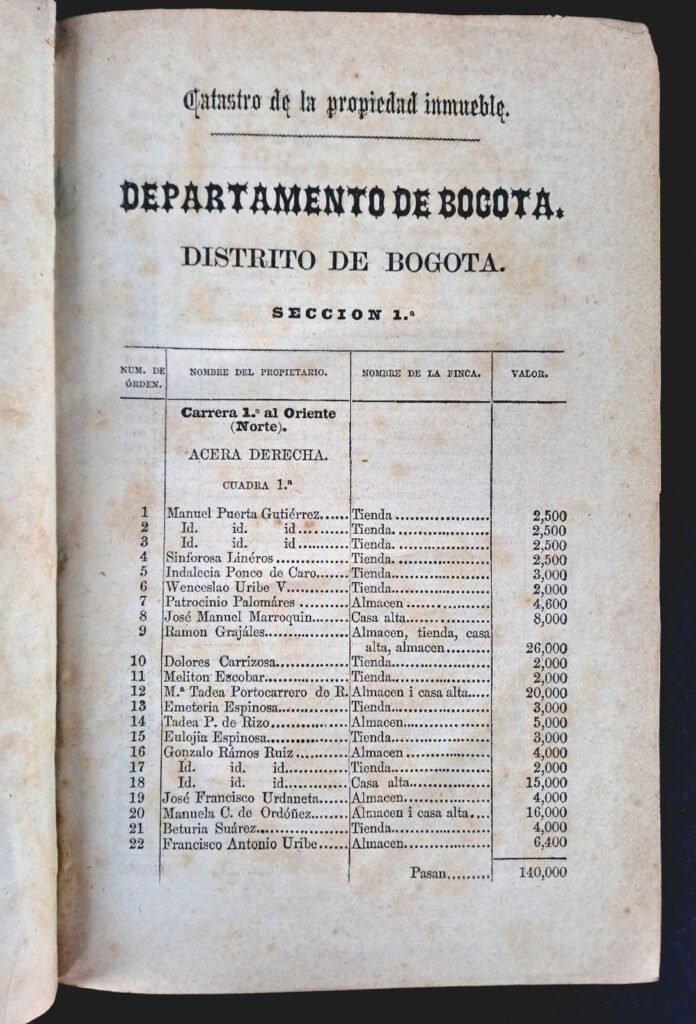 Catastro de la propiedad inmueble.
DEPARTAMENTO DE BOGOTA.
DISTRITO DE BOGOTA.
SECCION 1.ª
NUM. DE ÓRDEN. NOMBRE DEL PROPIETARIO. NOMBRE DE LA FINCA. VALOR.
Carrera 1.ª al Oriente
(Norte).
ACERA DERECHA.
CUADRA 1.ª
1 Manuel Puerta Gutiérrez...... Tienda .................... 2,500
2 Id. id. id ........... Tienda. .................... 2,500
3 Id. id. id ........... Tienda. .................... 2,500
4 Sinforosa Linéros ............... Tienda. .................... 2,500
5 Indalecia Ponce de Caro....... Tienda...................... 3,000
6 Wenceslao Uribe V.............. Tienda...................... 2,000
7 Patrocinio Palomáres .......... Almacen .................. 4,600
8 José Manuel Marroquin........ Casa alta.................. 8,000
9 Ramon Grajáles................. Almacen, tienda, casa
alta, almacen......... 26,000
10 Dolores Carrizosa............... Tienda...................... 2,000
11 Meliton Escobar................. Tienda...................... 2,000
12 M.ª Tadea Portocarrero de R. Almacen i casa alta..... 20,000
13 Emeteria Espinosa.............. Tienda...................... 3,000
14 Tadea P. de Rizo................ Almacen................... 5,000
15 Eulojia Espinosa................ Tienda...................... 3,000
16 Gonzalo Rámos Ruiz .......... Almacen ................... 4,000
17 Id. id. id.............. Tienda...................... 2,000
18 Id. id. id.............. Casa alta.................. 15,000
19 José Francisco Urdaneta...... Almacen................... 4,000
20 Manuela C. de Ordóñez....... Almacen i casa alta.... 16,000
21 Beturia Suárez................... Tienda...................... 4,000
22 Francisco Antonio Uribe...... Almacen................... 6,400
Pasan......... 140,000